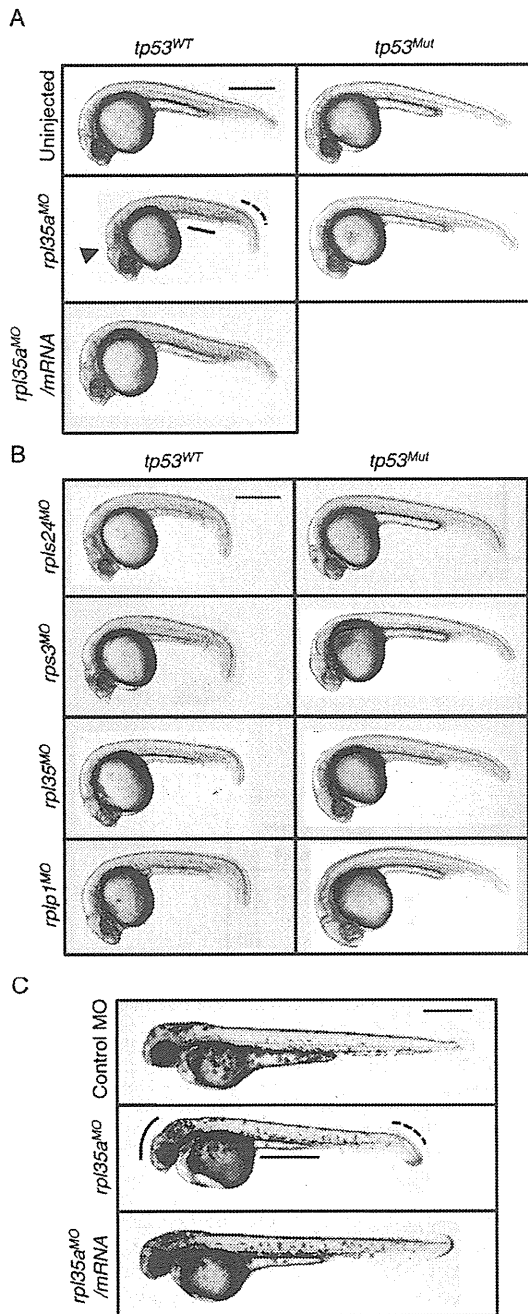 A
tp53WT tp53Mut
Uninjected
rpl35aMO
rpl35aMO
/mRNA
B
tp53WT tp53Mut
rpls24MO
rps3MO
rpl35MO
rplp1MO
C
Control MO
rpl35aMO
rpl35aMO
/mRNA